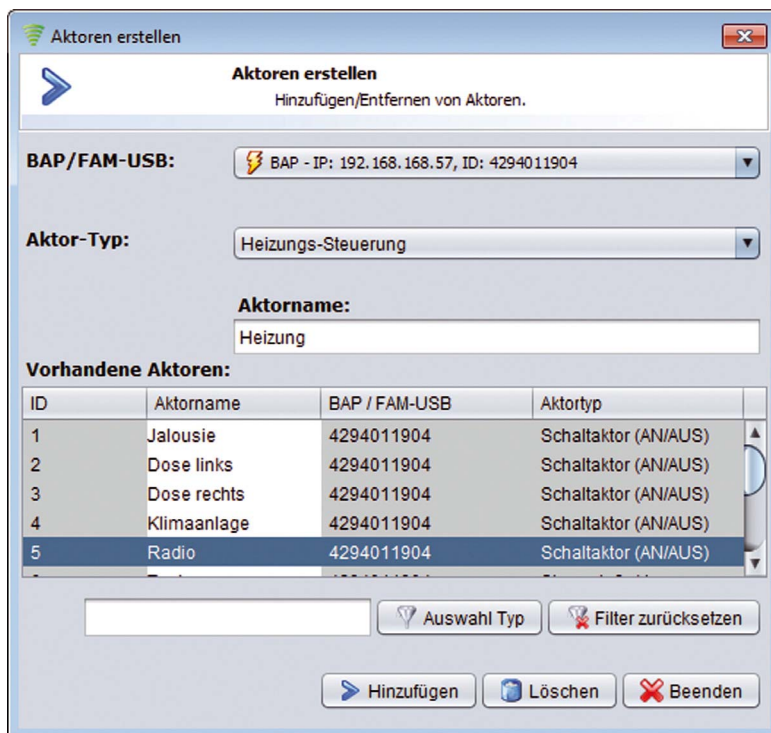 Aktoren erstellen
Aktoren erstellen
Hinzufügen/Entfernen von Aktoren.
BAP/FAM-USB:
BAP - IP: 192.168.168.57, ID: 4294011904
Aktor-Typ:
Heizungs-Steuerung
Aktorname:
Heizung
Vorhandene Aktoren:
ID Aktorname BAP / FAM-USB Aktortyp
1 Jalousie 4294011904 Schaltaktor (AN/AUS)
2 Dose links 4294011904 Schaltaktor (AN/AUS)
3 Dose rechts 4294011904 Schaltaktor (AN/AUS)
4 Klimaanlage 4294011904 Schaltaktor (AN/AUS)
5 Radio 4294011904 Schaltaktor (AN/AUS)
Auswahl Typ Filter zurücksetzen
Hinzufügen Löschen Beenden